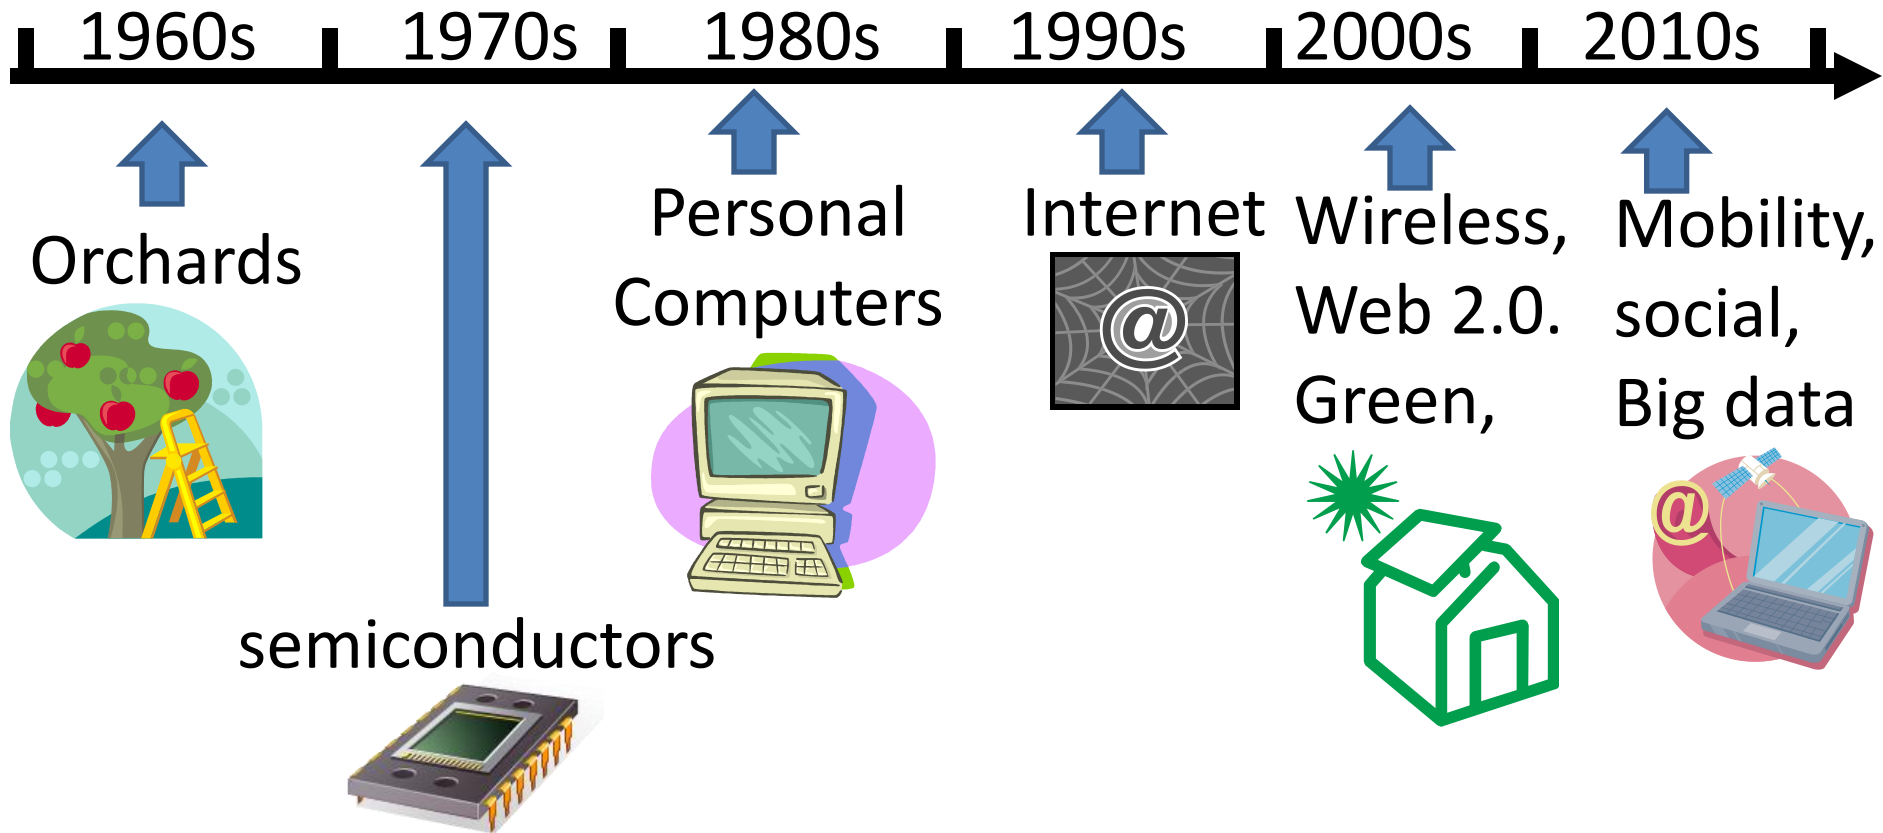 1960s 1970s 1980s 1990s 2000s 2010s
Orchards
semiconductors
Personal
Computers
Internet
@
Wireless,
Web 2.0.
Green,
Mobility,
social,
Big data
@